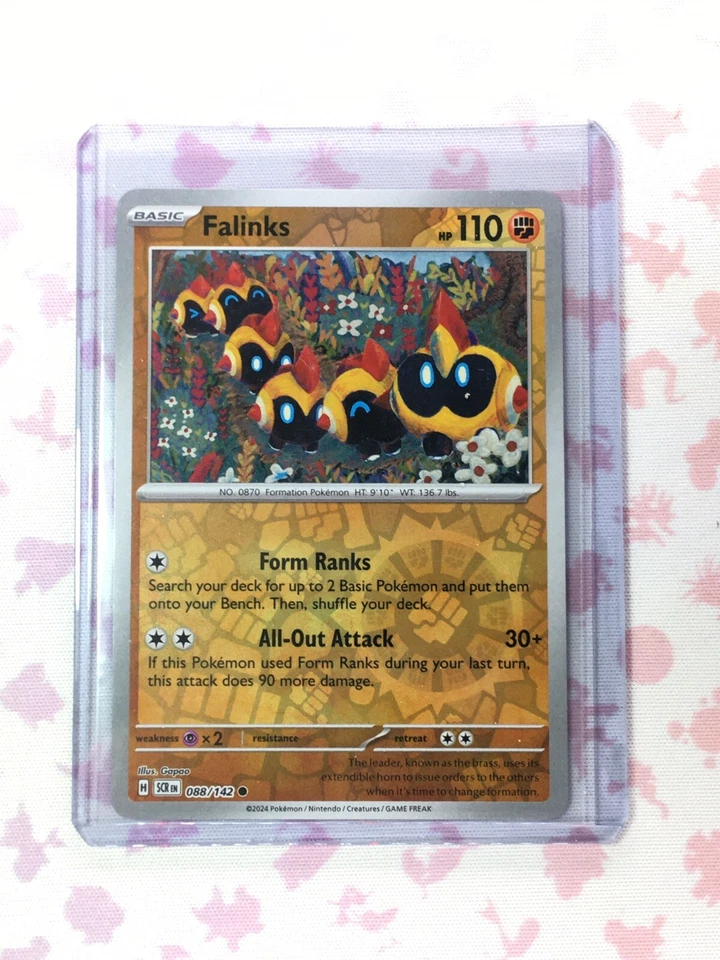 BASIC Falinks HP 110
NO. 0870 Formation Pokémon HT: 9'10" WT: 136.7 lbs.
Form Ranks
Search your deck for up to 2 Basic Pokémon and put them
onto your Bench. Then, shuffle your deck.
All-Out Attack 30+
If this Pokémon used Form Ranks during your last turn,
this attack does 90 more damage.
weakness ×2 resistance retreat
Illus. Gapao
The leader, known as the brass, uses its
extendible horn to issue orders to the others
when it's time to change formation.
H SCR EN 088/142
©2024 Pokémon / Nintendo / Creatures / GAME FREAK